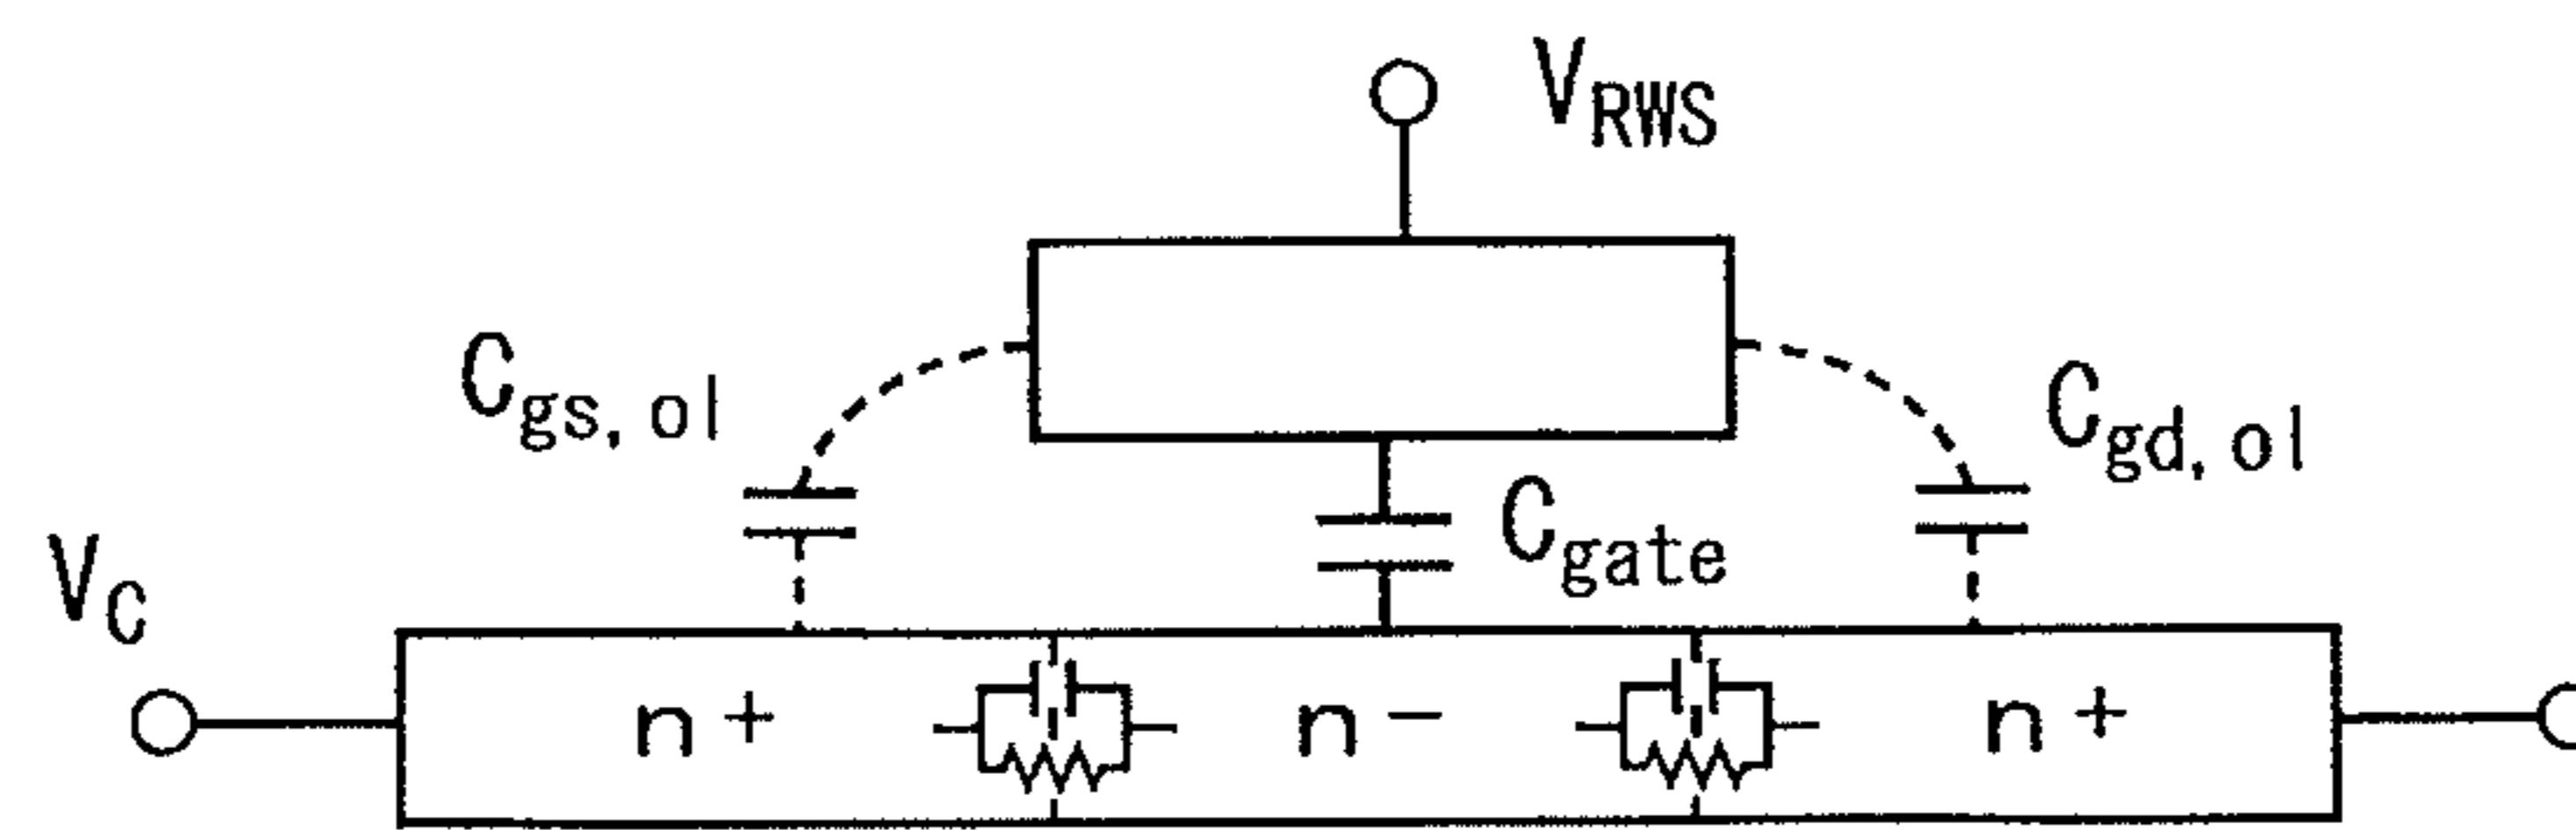 V_RWS
C_gs,ol
C_gd,ol
C_gate
V_C
n+ n- n+